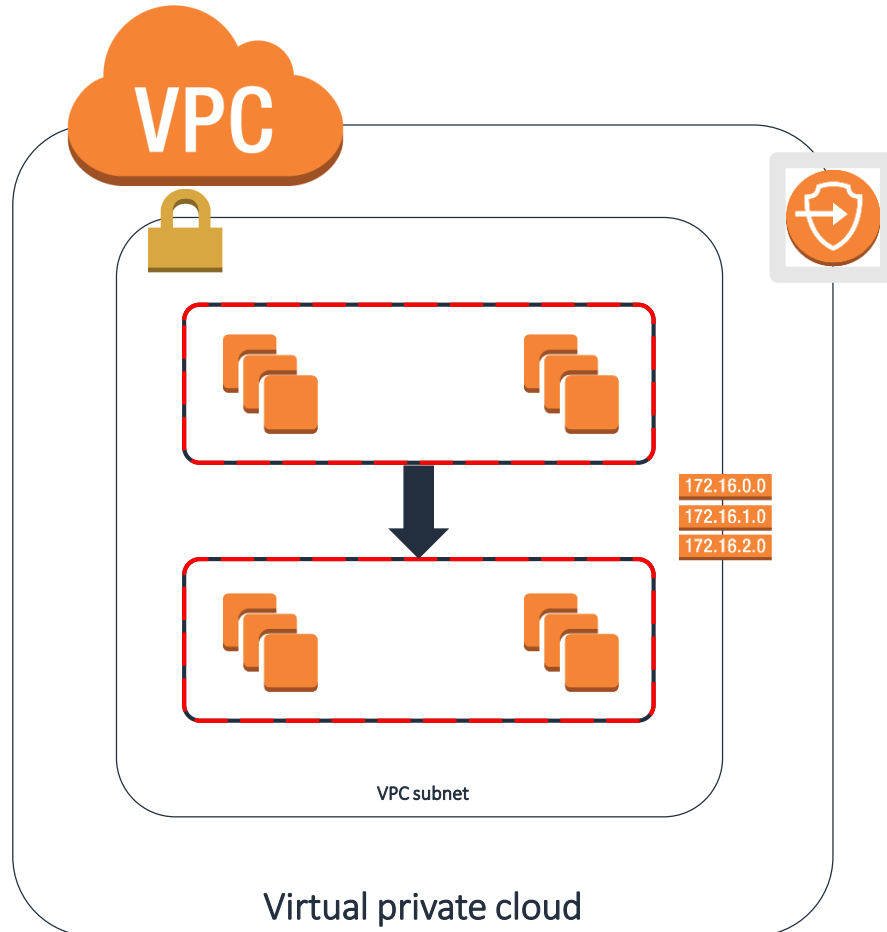 VPC
172.16.0.0
172.16.1.0
172.16.2.0
VPC subnet
Virtual private cloud